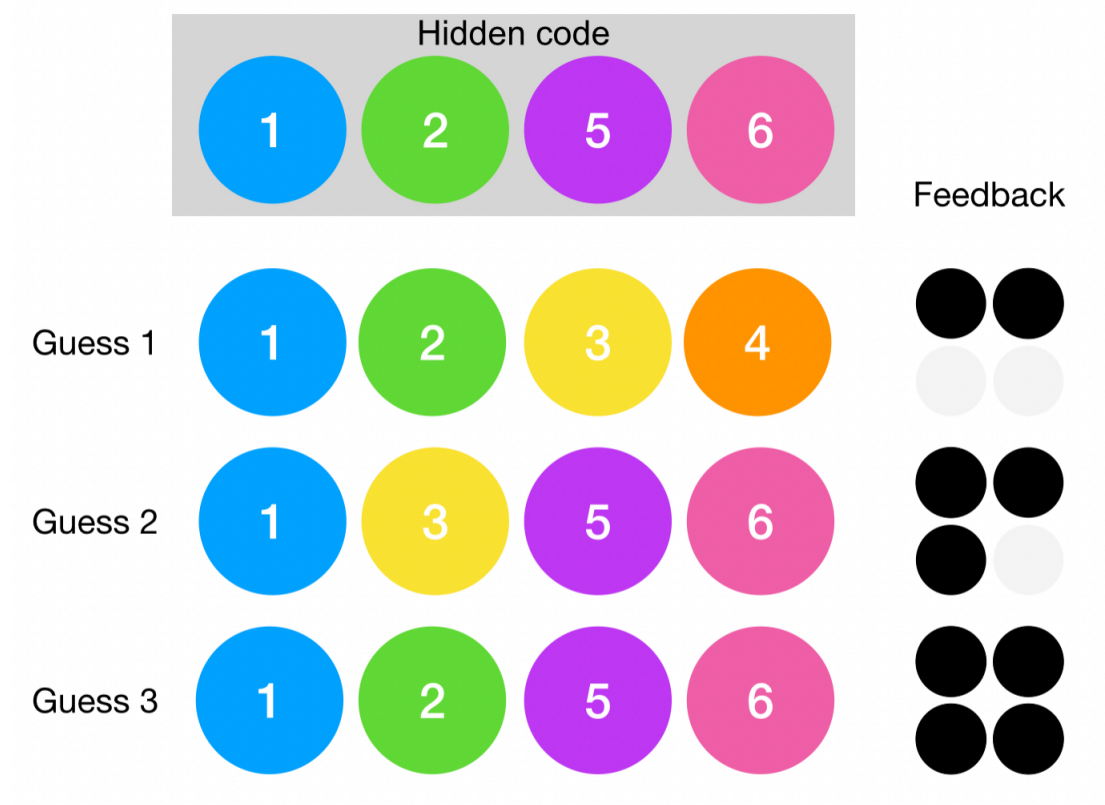 Hidden code
1 2 5 6
Feedback
Guess 1 1 2 3 4
Guess 2 1 3 5 6
Guess 3 1 2 5 6